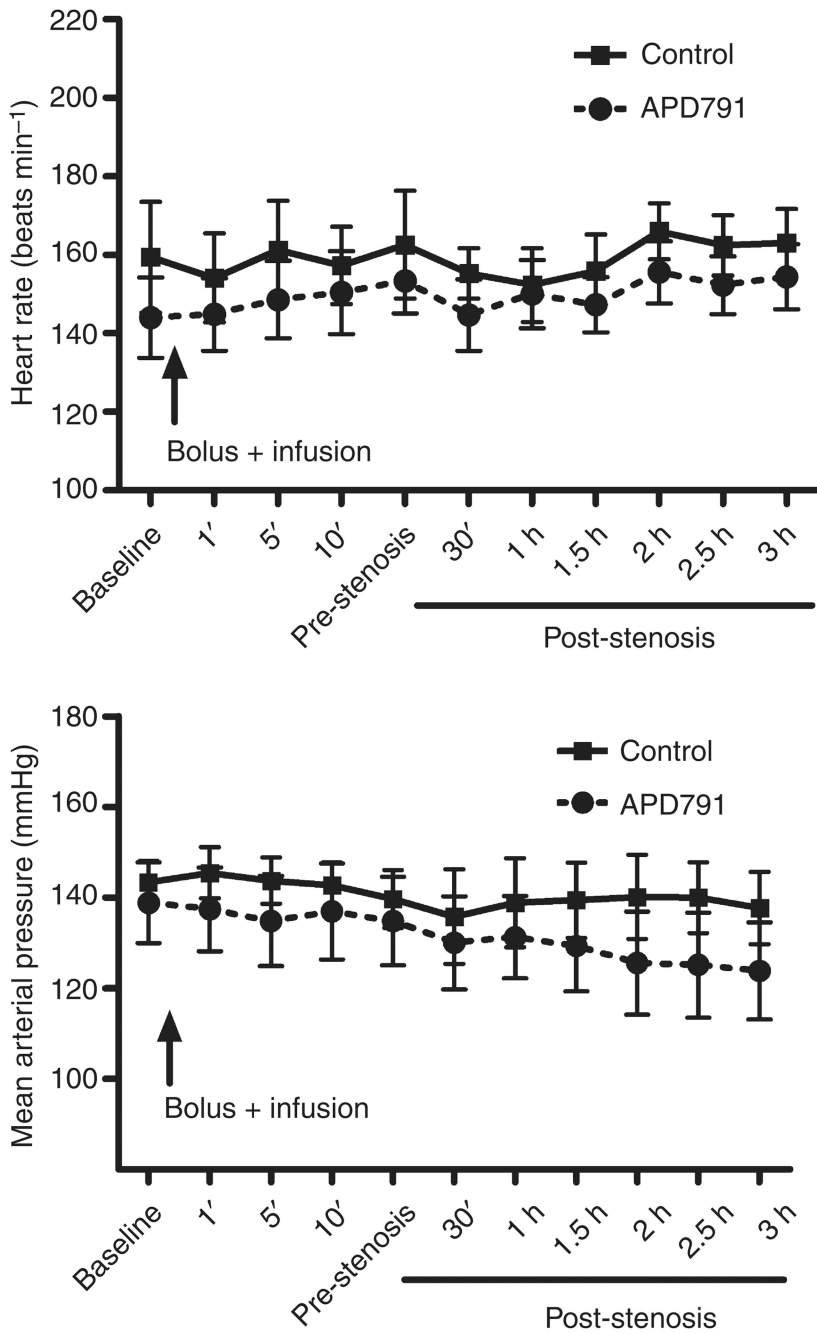 220
200
180
160
140
120
100
Heart rate (beats min⁻¹)
Control
APD791
Bolus + infusion
Baseline
1′
5′
10′
Pre-stenosis
30′
1 h
1.5 h
2 h
2.5 h
3 h
Post-stenosis
180
160
140
120
100
Mean arterial pressure (mmHg)
Control
APD791
Bolus + infusion
Baseline
1′
5′
10′
Pre-stenosis
30′
1 h
1.5 h
2 h
2.5 h
3 h
Post-stenosis